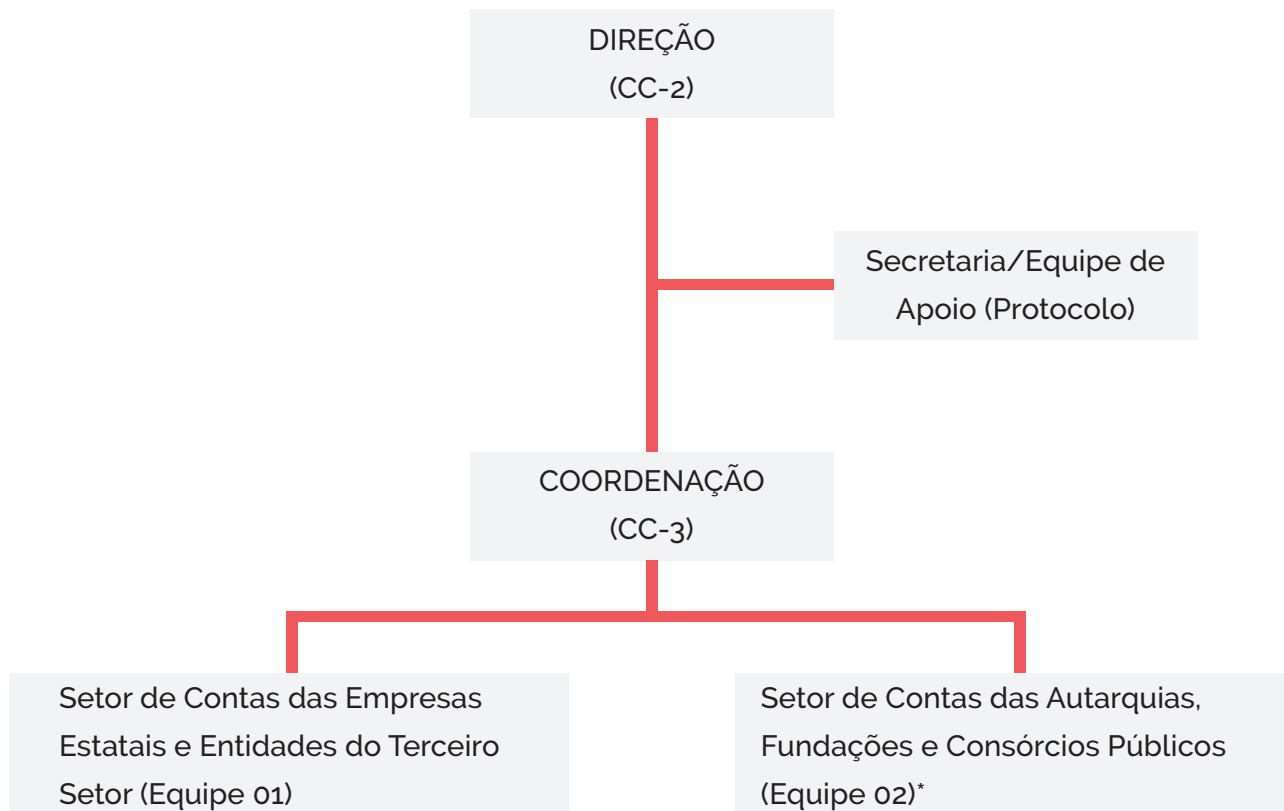 DIREÇÃO
(CC-2)
Secretaria/Equipe de
Apoio (Protocolo)
COORDENAÇÃO
(CC-3)
Setor de Contas das Empresas
Estatais e Entidades do Terceiro
Setor (Equipe 01)
Setor de Contas das Autarquias,
Fundações e Consórcios Públicos
(Equipe 02)*